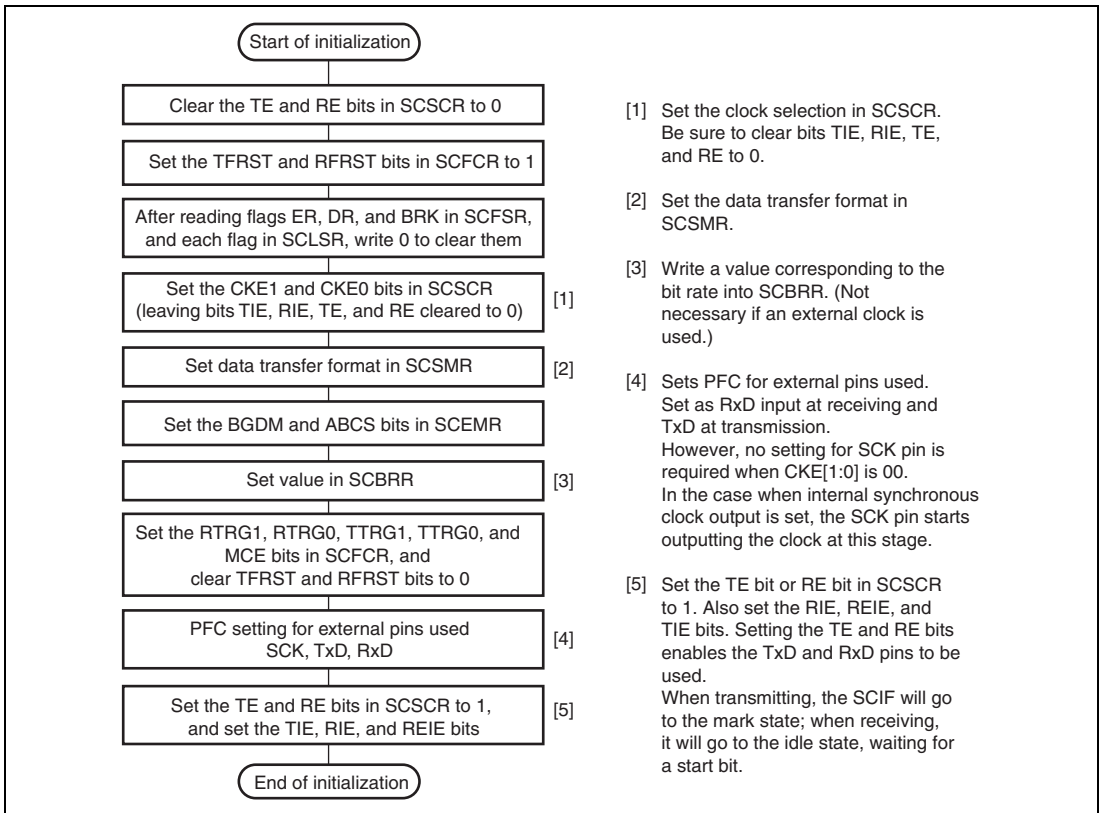 Start of initialization
Clear the TE and RE bits in SCSCR to 0
Set the TFRST and RFRST bits in SCFCR to 1
After reading flags ER, DR, and BRK in SCFSR,
and each flag in SCLSR, write 0 to clear them
Set the CKE1 and CKE0 bits in SCSCR
(leaving bits TIE, RIE, TE, and RE cleared to 0)
[1]
Set data transfer format in SCSMR
[2]
Set the BGDM and ABCS bits in SCEMR
Set value in SCBRR
[3]
Set the RTRG1, RTRG0, TTRG1, TTRG0, and
MCE bits in SCFCR, and
clear TFRST and RFRST bits to 0
PFC setting for external pins used
SCK, TxD, RxD
[4]
Set the TE and RE bits in SCSCR to 1,
and set the TIE, RIE, and REIE bits
[5]
End of initialization
[1] Set the clock selection in SCSCR.
Be sure to clear bits TIE, RIE, TE,
and RE to 0.
[2] Set the data transfer format in
SCSMR.
[3] Write a value corresponding to the
bit rate into SCBRR. (Not
necessary if an external clock is
used.)
[4] Sets PFC for external pins used.
Set as RxD input at receiving and
TxD at transmission.
However, no setting for SCK pin is
required when CKE[1:0] is 00.
In the case when internal synchronous
clock output is set, the SCK pin starts
outputting the clock at this stage.
[5] Set the TE bit or RE bit in SCSCR
to 1. Also set the RIE, REIE, and
TIE bits. Setting the TE and RE bits
enables the TxD and RxD pins to be
used.
When transmitting, the SCIF will go
to the mark state; when receiving,
it will go to the idle state, waiting for
a start bit.